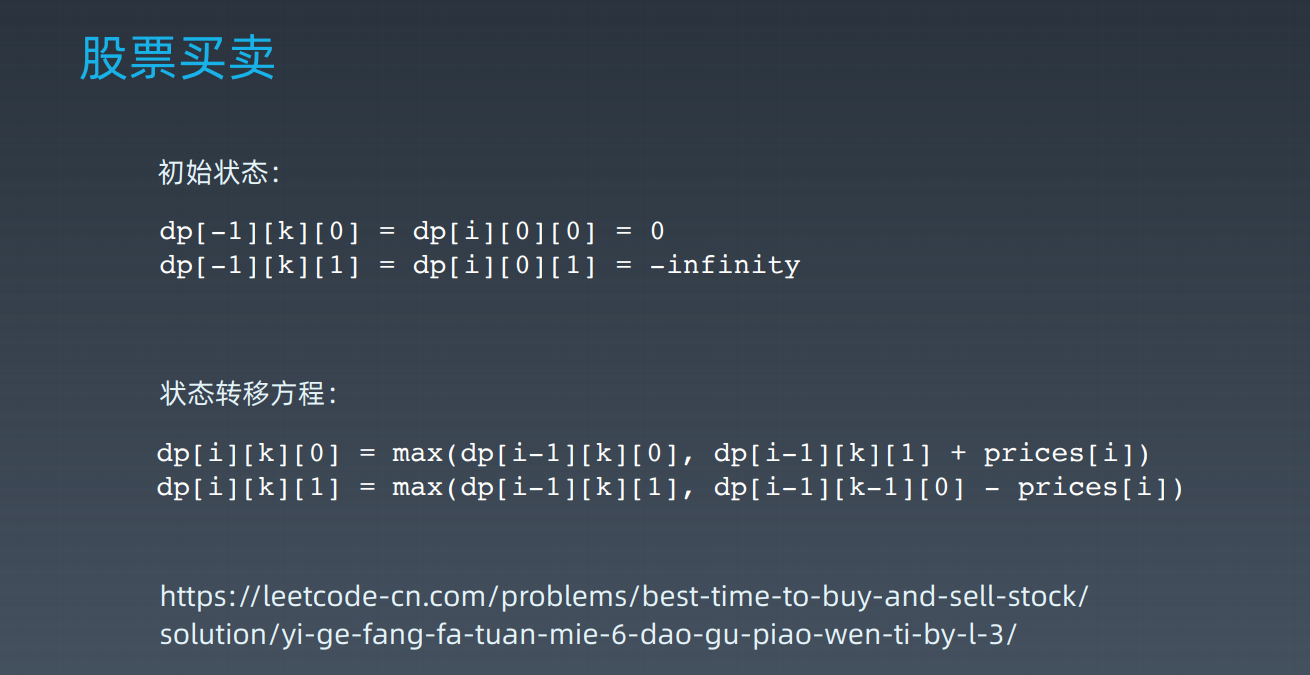 股票买卖
初始状态：
dp[-1][k][0] = dp[i][0][0] = 0
dp[-1][k][1] = dp[i][0][1] = -infinity
状态转移方程：
dp[i][k][0] = max(dp[i-1][k][0], dp[i-1][k][1] + prices[i])
dp[i][k][1] = max(dp[i-1][k][1], dp[i-1][k-1][0] - prices[i])
https://leetcode-cn.com/problems/best-time-to-buy-and-sell-stock/
solution/yi-ge-fang-fa-tuan-mie-6-dao-gu-piao-wen-ti-by-l-3/